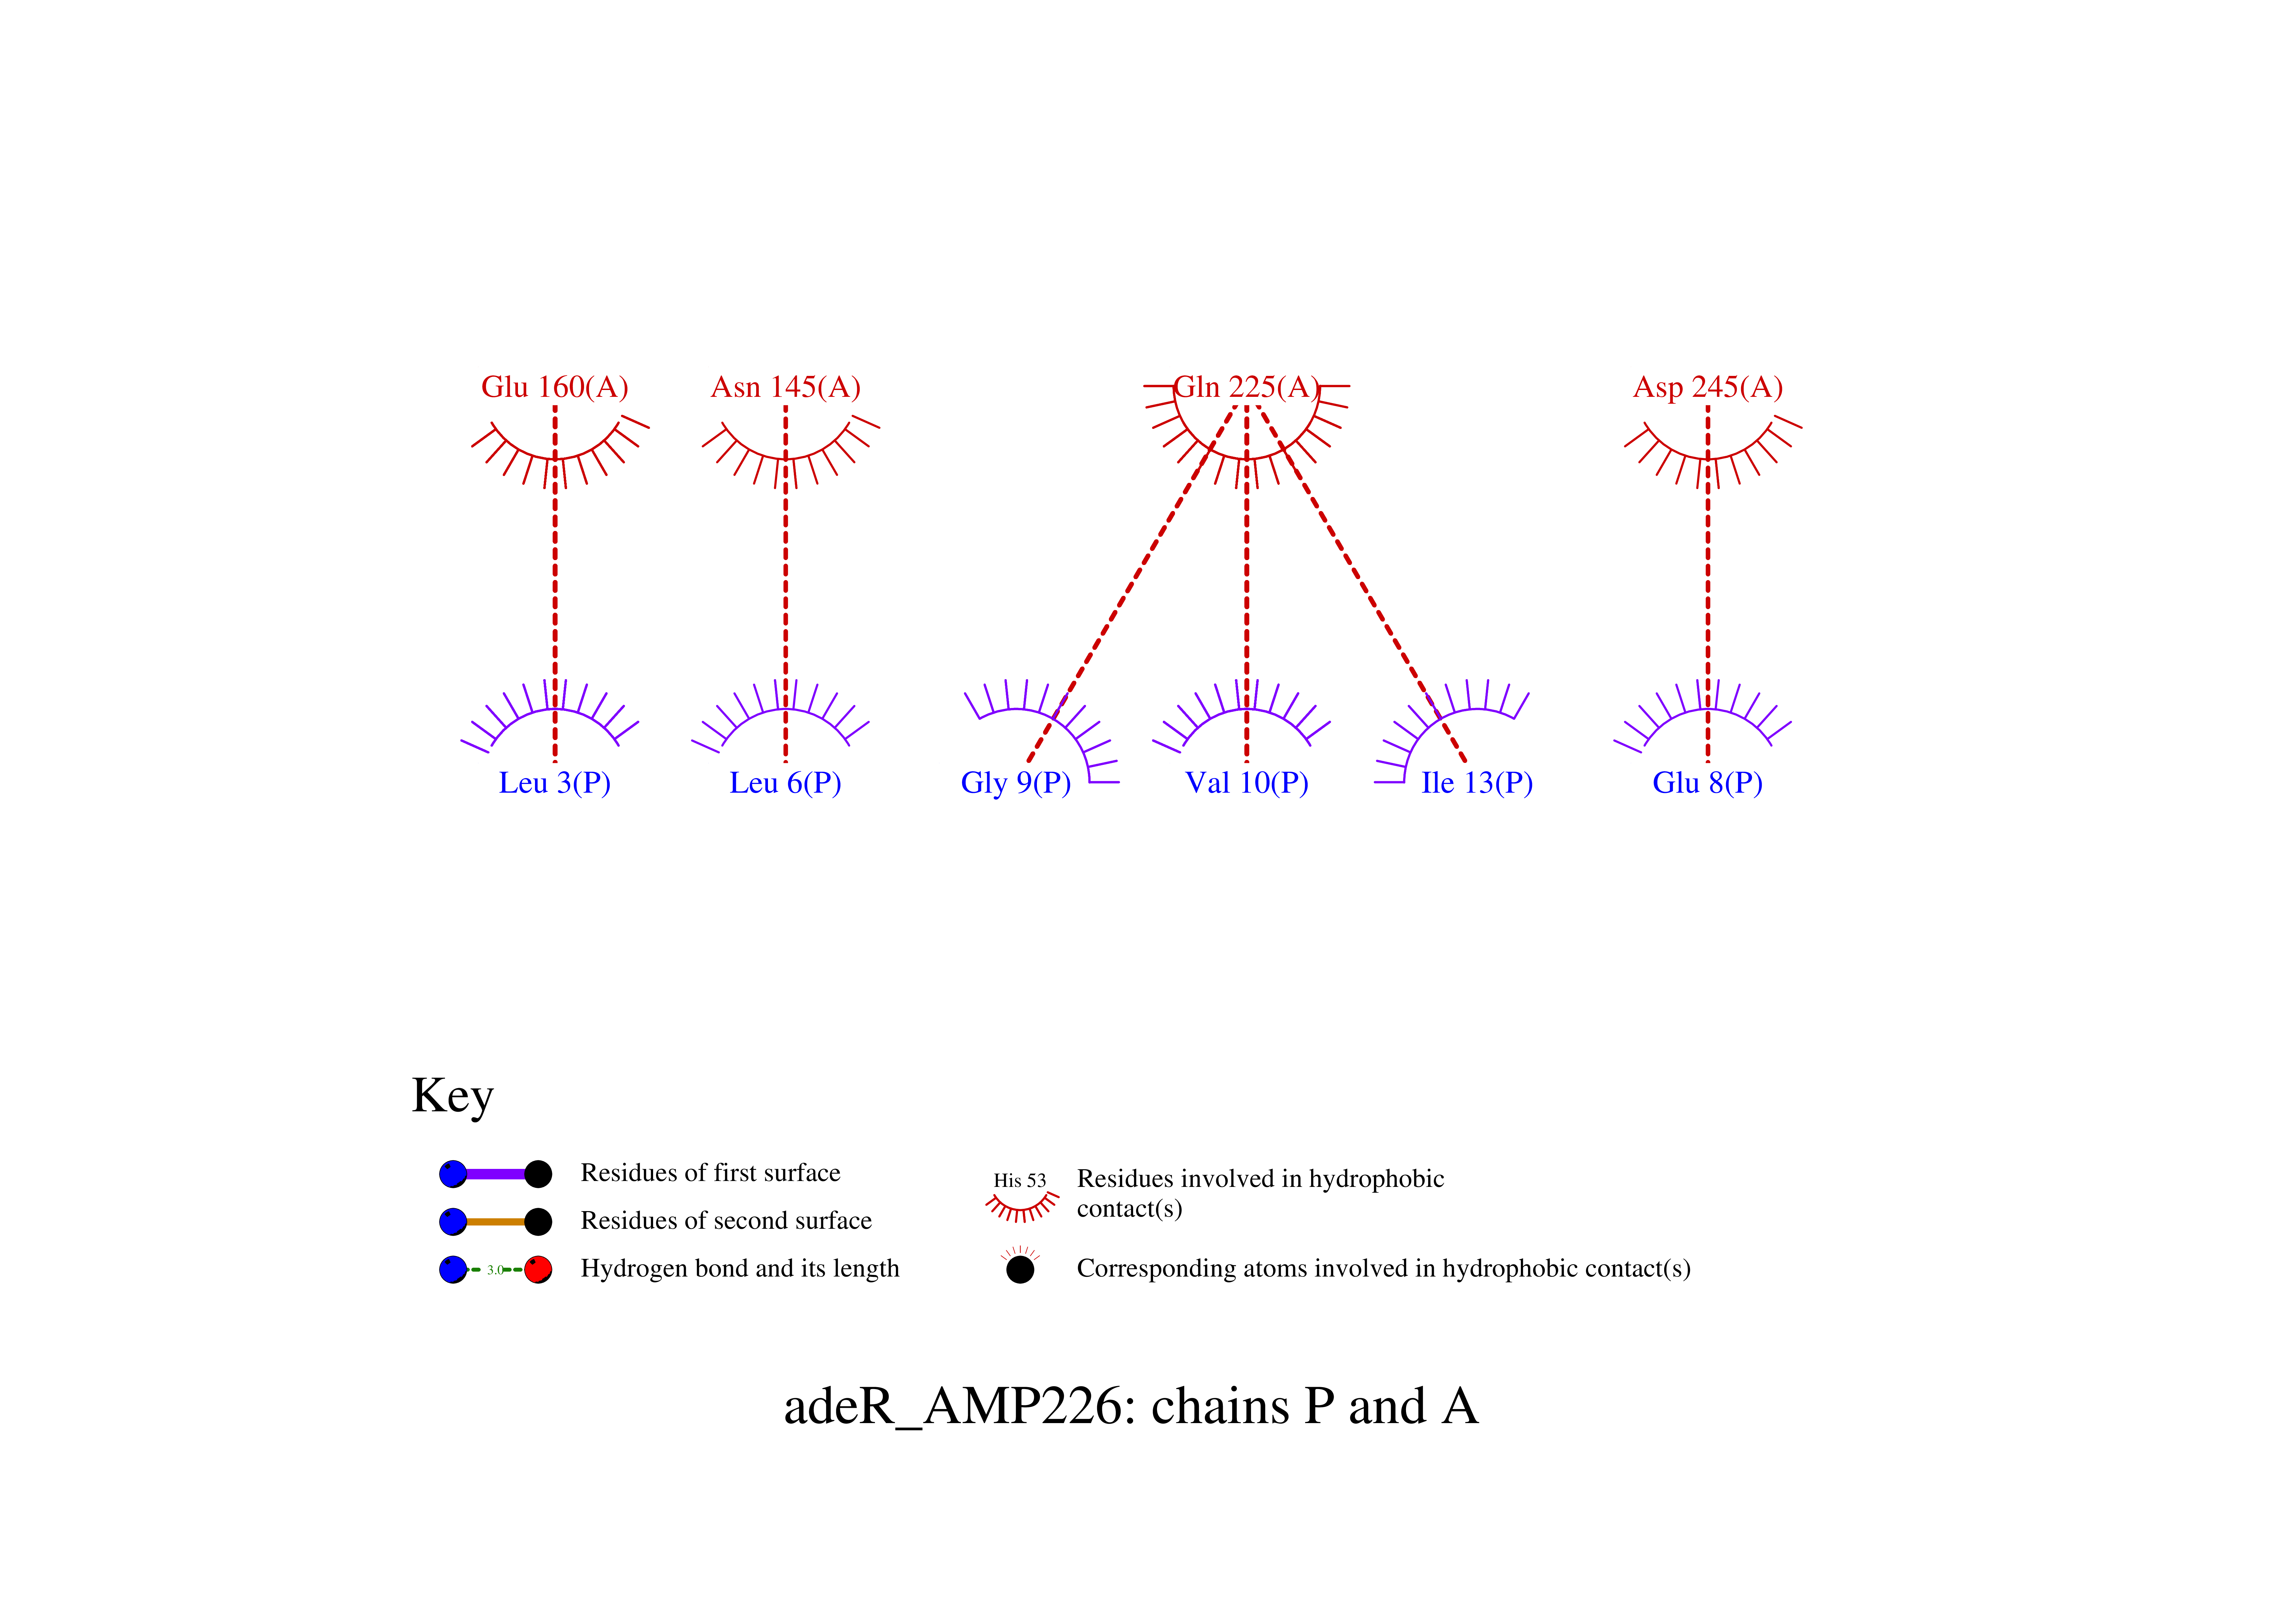 Glu 160(A) Asn 145(A) Gln 225(A) Asp 245(A)
Leu 3(P) Leu 6(P) Gly 9(P) Val 10(P) Ile 13(P) Glu 8(P)
Key
Residues of first surface
Residues of second surface
3.0 Hydrogen bond and its length
His 53 Residues involved in hydrophobic
contact(s)
Corresponding atoms involved in hydrophobic contact(s)
adeR_AMP226: chains P and A